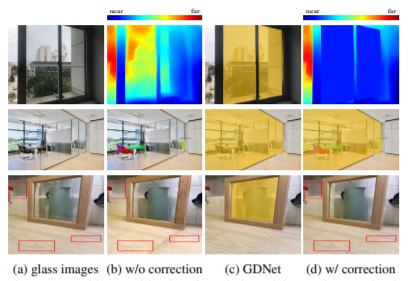 near far near far
(a) glass images (b) w/o correction (c) GDNet (d) w/ correction